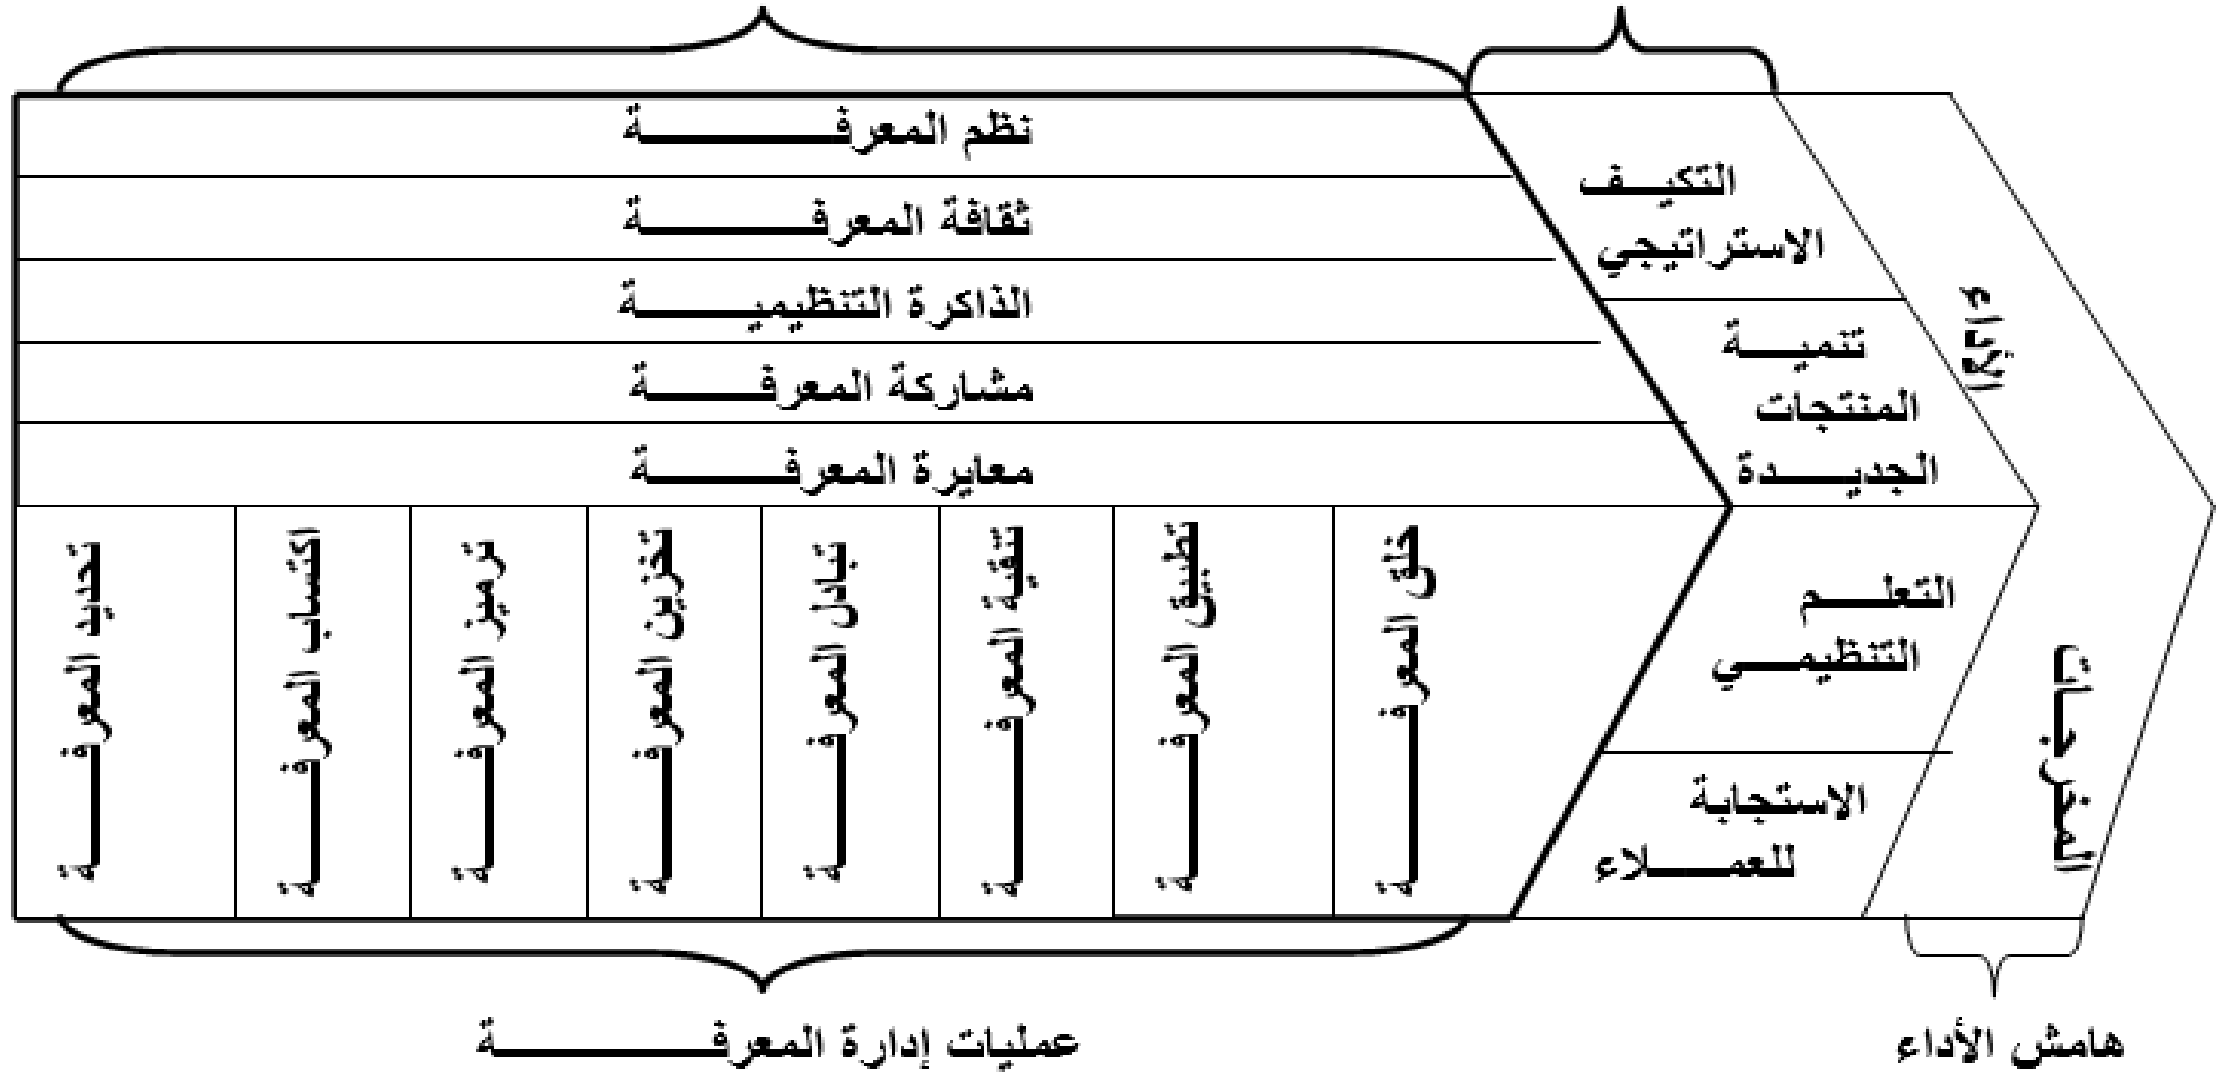 نظم المعرفة
ثقافة المعرفة
الذاكرة التنظيمية
مشاركة المعرفة
معايرة المعرفة
تحديد المعرفة
اكتساب المعرفة
ترميز المعرفة
تخزين المعرفة
تبادل المعرفة
تنقية المعرفة
تطبيق المعرفة
خلق المعرفة
التكيف
الاستراتيجي
تنمية
المنتجات
الجديدة
التعلم
التنظيمي
الاستجابة
للعملاء
الأداء
المخرجات
عمليات إدارة المعرفة
هامش الأداء